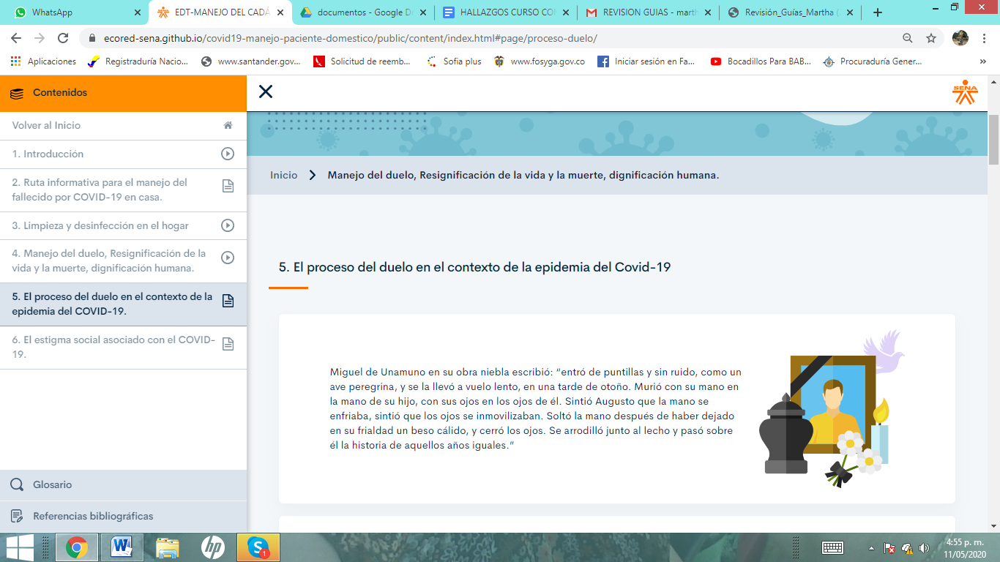 WhatsApp
EDT-MANEJO DEL CADÁ
documentos - Google Dr
HALLAZGOS CURSO CO
REVISION GUIAS - marth
Revisión_Guías_Martha (
ecored-sena.github.io/covid19-manejo-paciente-domestico/public/content/index.html#page/proceso-duelo/
Aplicaciones
Registraduría Nacio...
www.santander.gov...
Solicitud de reemb...
Sofia plus
www.fosyga.gov.co
Iniciar sesión en Fa...
Bocadillos Para BAB...
Procuraduría Gener...
»
Contenidos
SENA
Volver al Inicio
1. Introducción
2. Ruta informativa para el manejo del
fallecido por COVID-19 en casa.
3. Limpieza y desinfección en el hogar
4. Manejo del duelo, Resignificación de la
vida y la muerte, dignificación humana.
5. El proceso del duelo en el contexto de la
epidemia del COVID-19.
6. El estigma social asociado con el COVID-
19.
Glosario
Referencias bibliográficas
Inicio
Manejo del duelo, Resignificación de la vida y la muerte, dignificación humana.
5. El proceso del duelo en el contexto de la epidemia del Covid-19
Miguel de Unamuno en su obra niebla escribió: “entró de puntillas y sin ruido, como un
ave peregrina, y se la llevó a vuelo lento, en una tarde de otoño. Murió con su mano en
la mano de su hijo, con sus ojos en los ojos de él. Sintió Augusto que la mano se
enfriaba, sintió que los ojos se inmovilizaban. Soltó la mano después de haber dejado
en su frialdad un beso cálido, y cerró los ojos. Se arrodilló junto al lecho y pasó sobre
él la historia de aquellos años iguales.”
hp
1
4:55 p. m.
11/05/2020